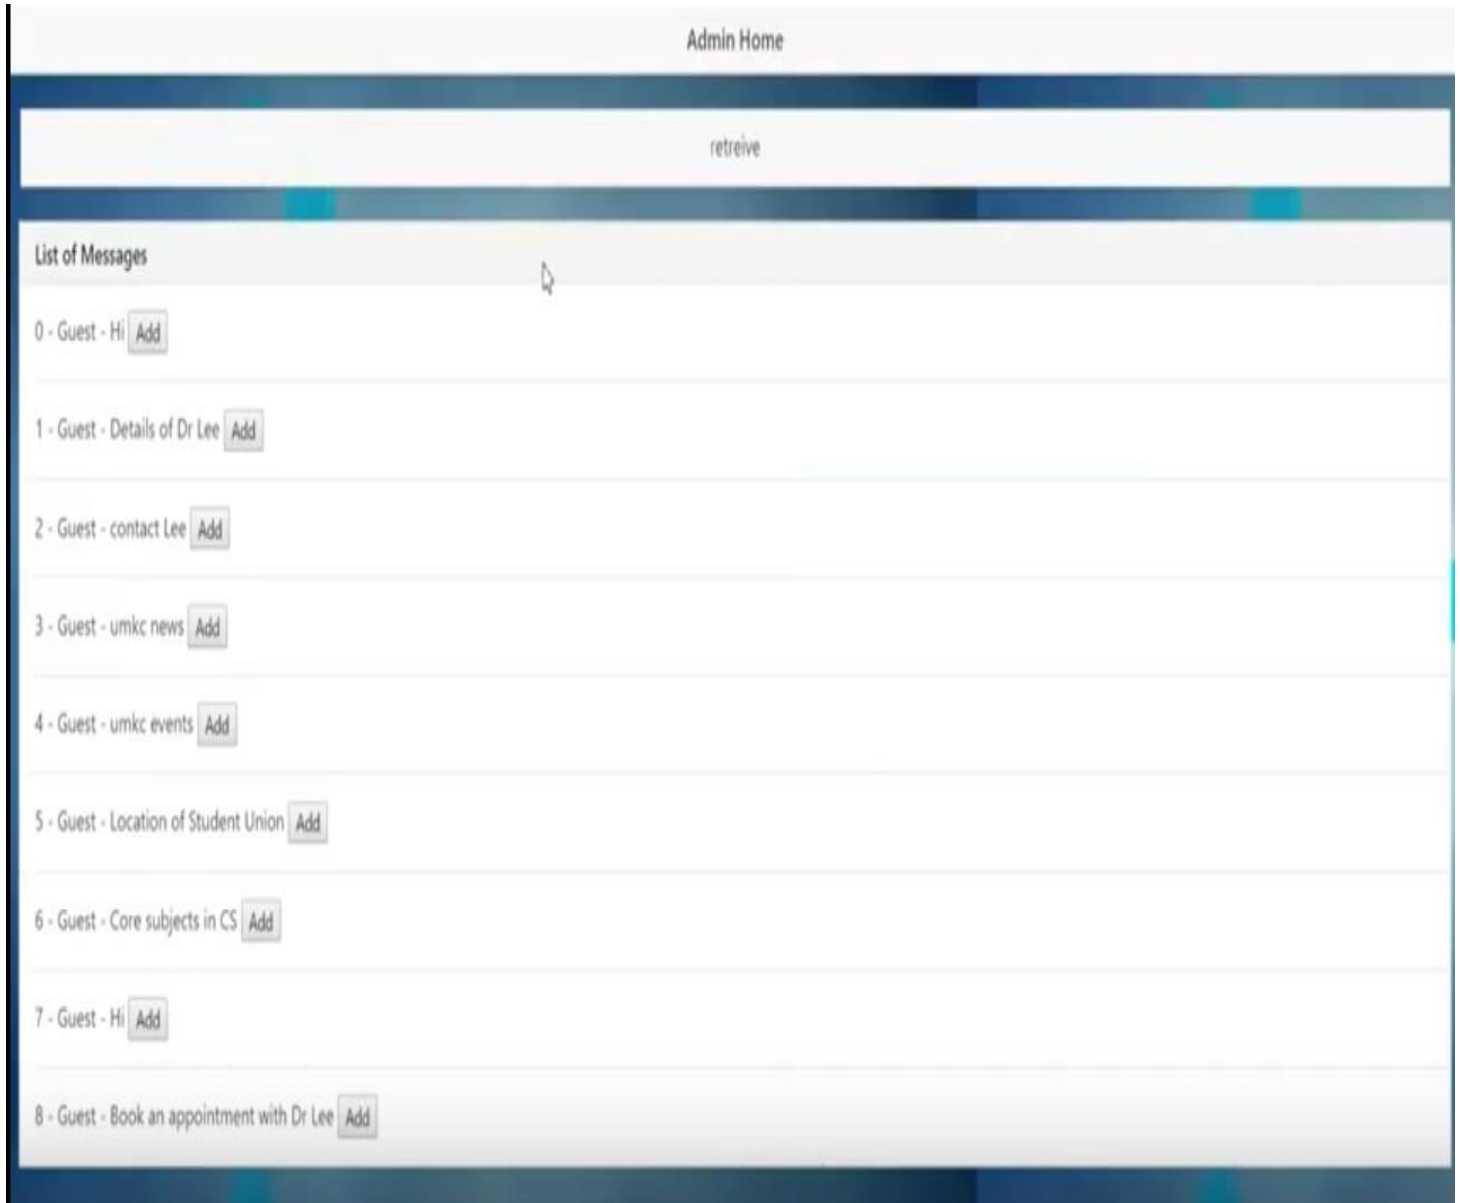 Admin Home
retreive
List of Messages
0 - Guest - Hi Add
1 - Guest - Details of Dr Lee Add
2 - Guest - contact Lee Add
3 - Guest - umkc news Add
4 - Guest - umkc events Add
5 - Guest - Location of Student Union Add
6 - Guest - Core subjects in CS Add
7 - Guest - Hi Add
8 - Guest - Book an appointment with Dr Lee Add